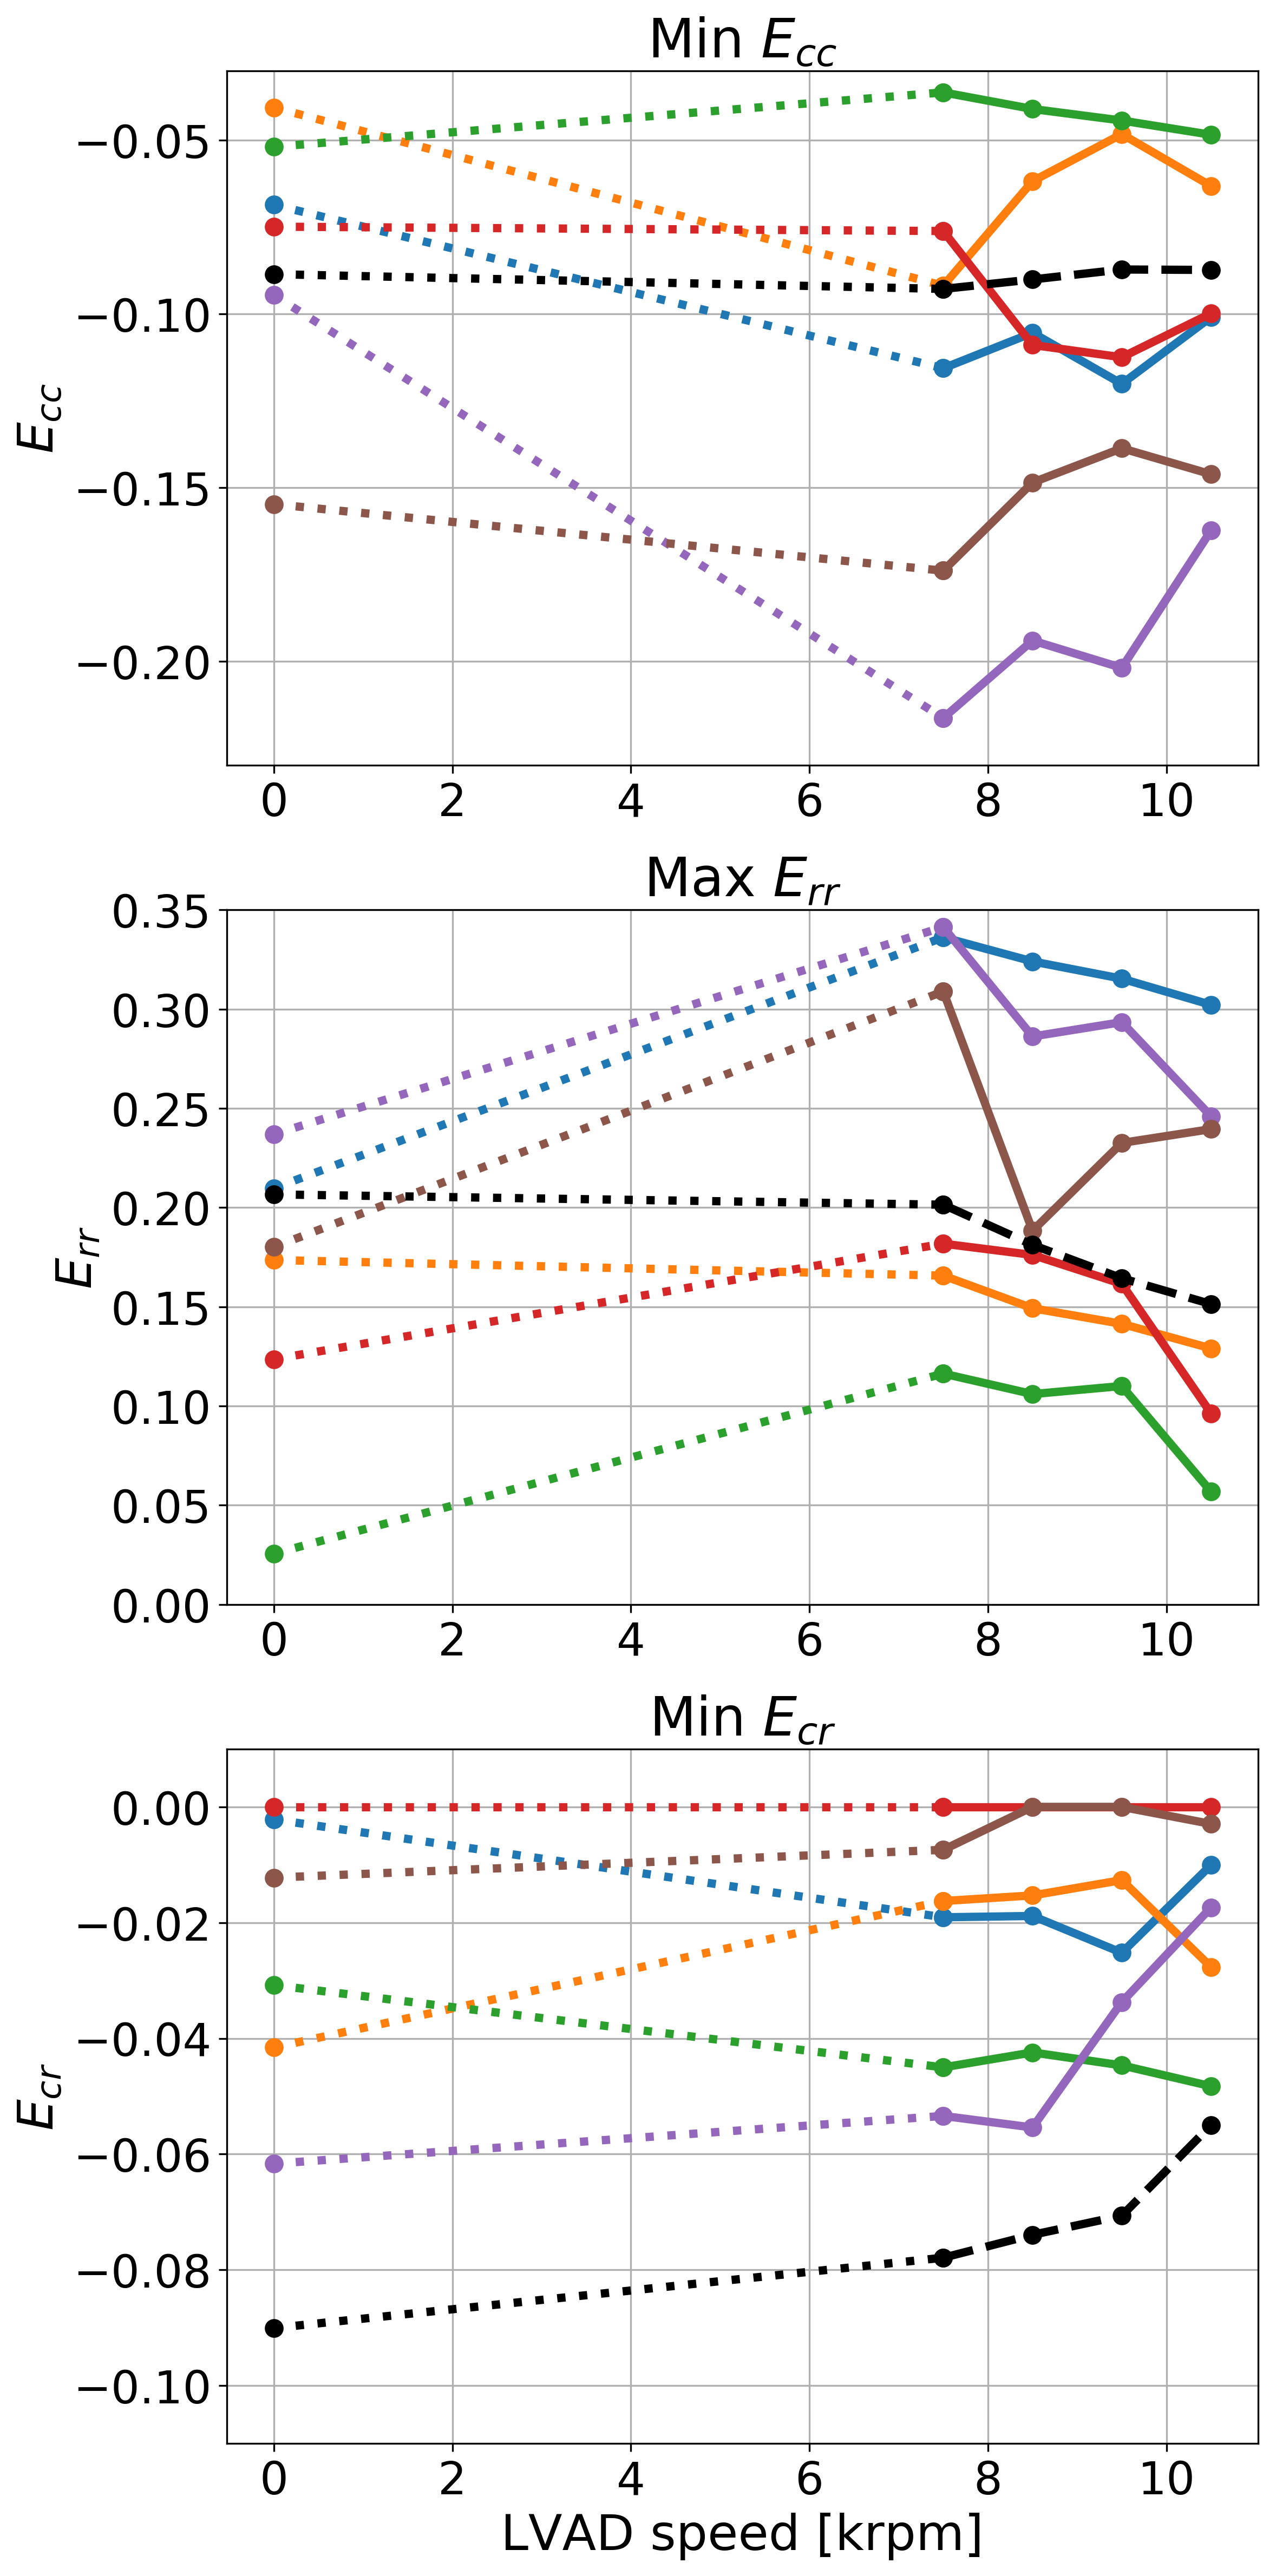 Min E_cc
−0.05
−0.10
−0.15
−0.20
E_cc
0 2 4 6 8 10
Max E_rr
0.35
0.30
0.25
0.20
0.15
0.10
0.05
0.00
E_rr
0 2 4 6 8 10
Min E_cr
0.00
−0.02
−0.04
−0.06
−0.08
−0.10
E_cr
0 2 4 6 8 10
LVAD speed [krpm]